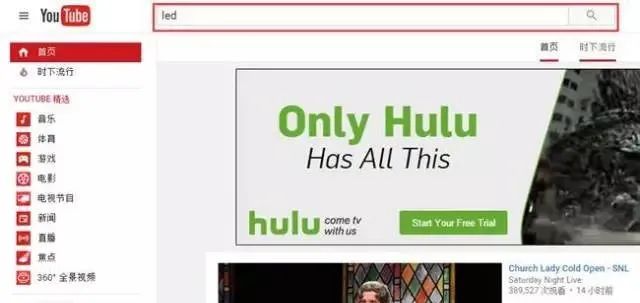 YouTube
led
首页
时下流行
首页
时下流行
YOUTUBE 精选
音乐
体育
游戏
电影
电视节目
新闻
直播
焦点
360° 全景视频
Only Hulu
Has All This
hulu come tv with us
Start Your Free Trial
Church Lady Cold Open - SNL
Saturday Night Live
389,527 次观看 • 14 小时前